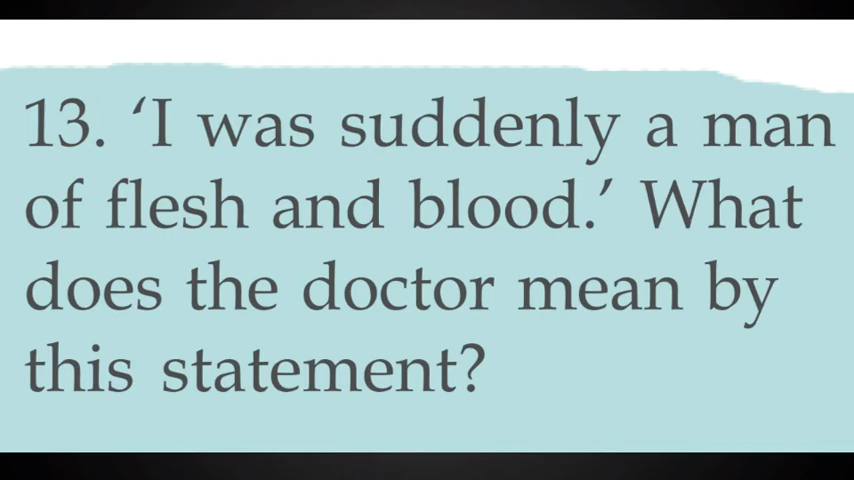 13. ‘I was suddenly a man
of flesh and blood.’ What
does the doctor mean by
this statement?